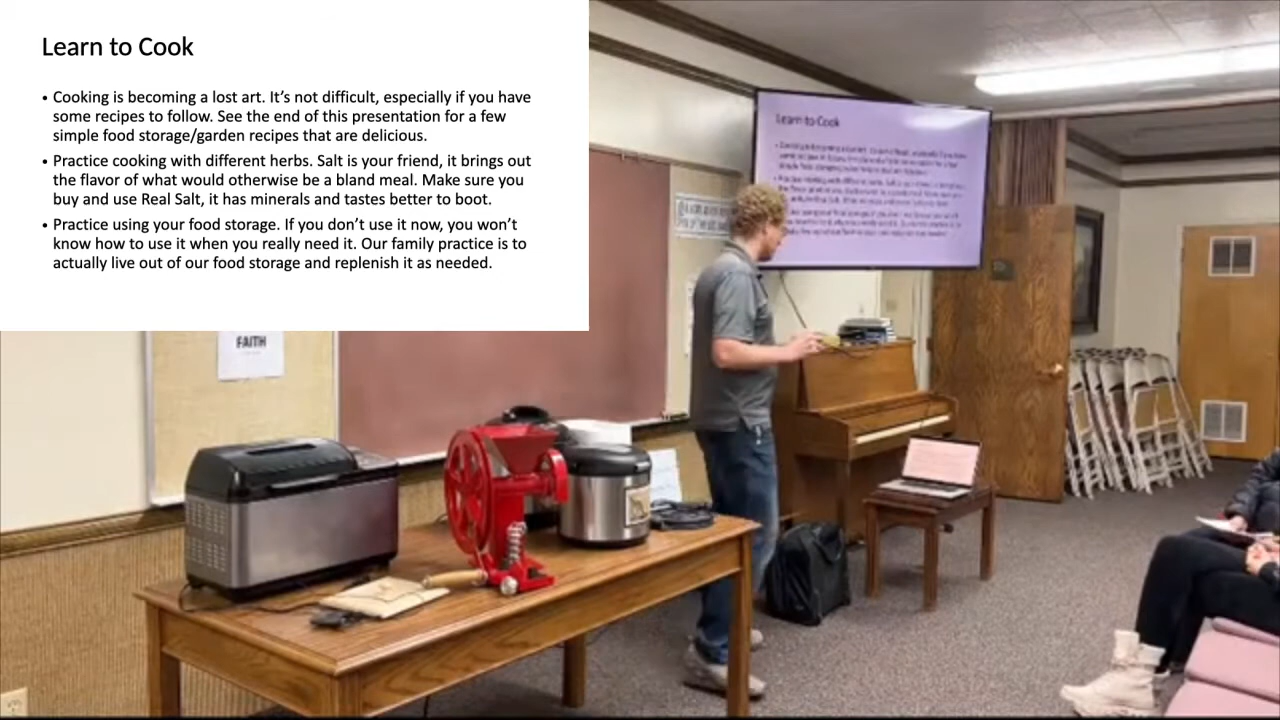 Learn to Cook
• Cooking is becoming a lost art. It's not difficult, especially if you have
some recipes to follow. See the end of this presentation for a few
simple food storage/garden recipes that are delicious.
• Practice cooking with different herbs. Salt is your friend, it brings out
the flavor of what would otherwise be a bland meal. Make sure you
buy and use Real Salt, it has minerals and tastes better to boot.
• Practice using your food storage. If you don't use it now, you won't
know how to use it when you really need it. Our family practice is to
actually live out of our food storage and replenish it as needed.
Learn to Cook
FAITH